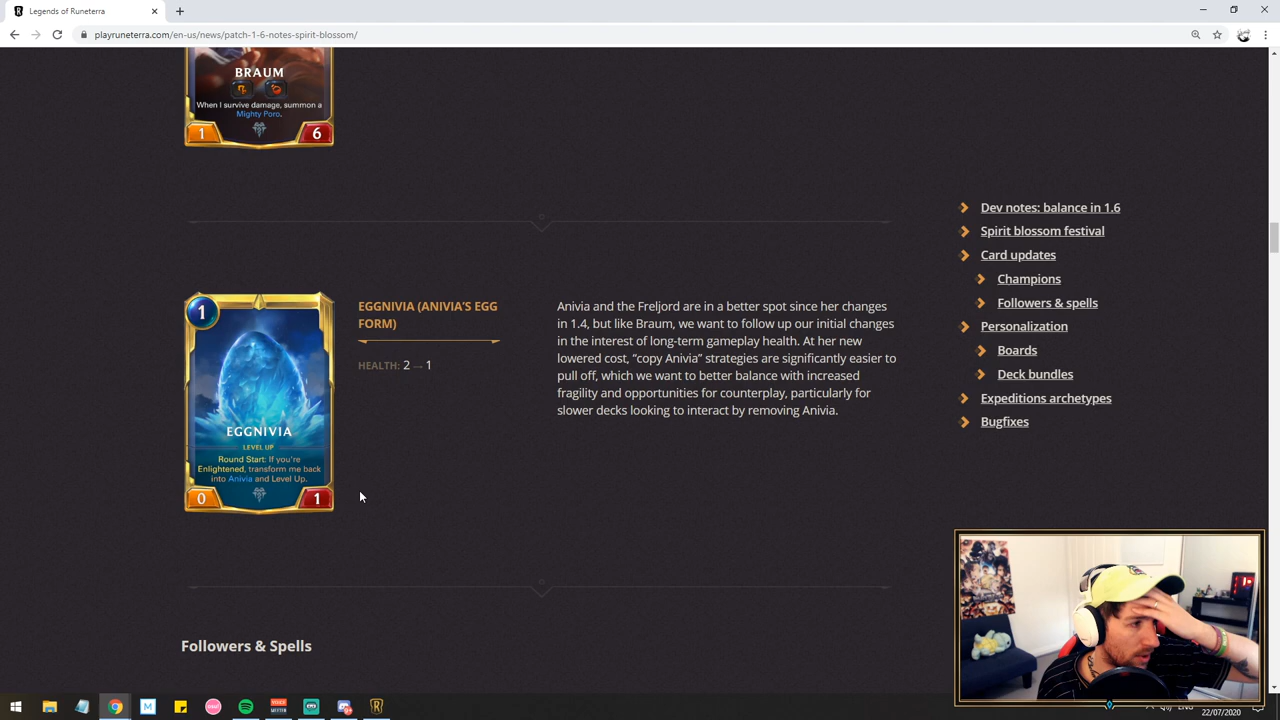 Legends of Runeterra
playruneterra.com/en-us/news/patch-1-6-notes-spirit-blossom/
BRAUM
When I survive damage, summon a
Mighty Poro.
1
6
Dev notes: balance in 1.6
Spirit blossom festival
Card updates
Champions
Followers & spells
Personalization
Boards
Deck bundles
Expeditions archetypes
Bugfixes
1
EGGNIVIA
LEVEL UP
Round Start: If you're
Enlightened, transform me back
into Anivia and Level Up.
0
1
EGGNIVIA (ANIVIA'S EGG
FORM)
HEALTH: 2 — 1
Anivia and the Freljord are in a better spot since her changes
in 1.4, but like Braum, we want to follow up our initial changes
in the interest of long-term gameplay health. At her new
lowered cost, “copy Anivia” strategies are significantly easier to
pull off, which we want to better balance with increased
fragility and opportunities for counterplay, particularly for
slower decks looking to interact by removing Anivia.
Followers & Spells
ENG
22/07/2020